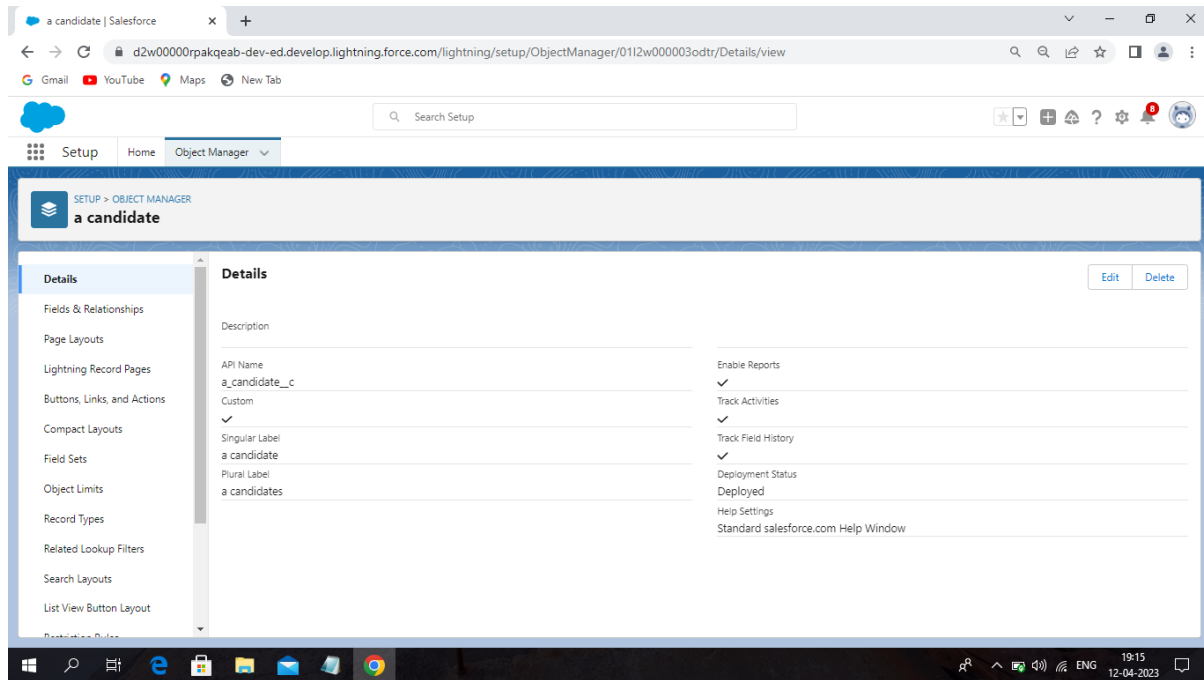 a candidate | Salesforce
d2w00000rpakqeab-dev-ed.develop.lightning.force.com/lightning/setup/ObjectManager/01I2w000003odtr/Details/view
Gmail YouTube Maps New Tab
Search Setup
8
Setup Home Object Manager
SETUP > OBJECT MANAGER
a candidate
Details
Fields & Relationships
Page Layouts
Lightning Record Pages
Buttons, Links, and Actions
Compact Layouts
Field Sets
Object Limits
Record Types
Related Lookup Filters
Search Layouts
List View Button Layout
Restriction Rules
Details
Edit Delete
Description
API Name
a_candidate__c
Custom
Singular Label
a candidate
Plural Label
a candidates
Enable Reports
Track Activities
Track Field History
Deployment Status
Deployed
Help Settings
Standard salesforce.com Help Window
ENG
19:15
12-04-2023